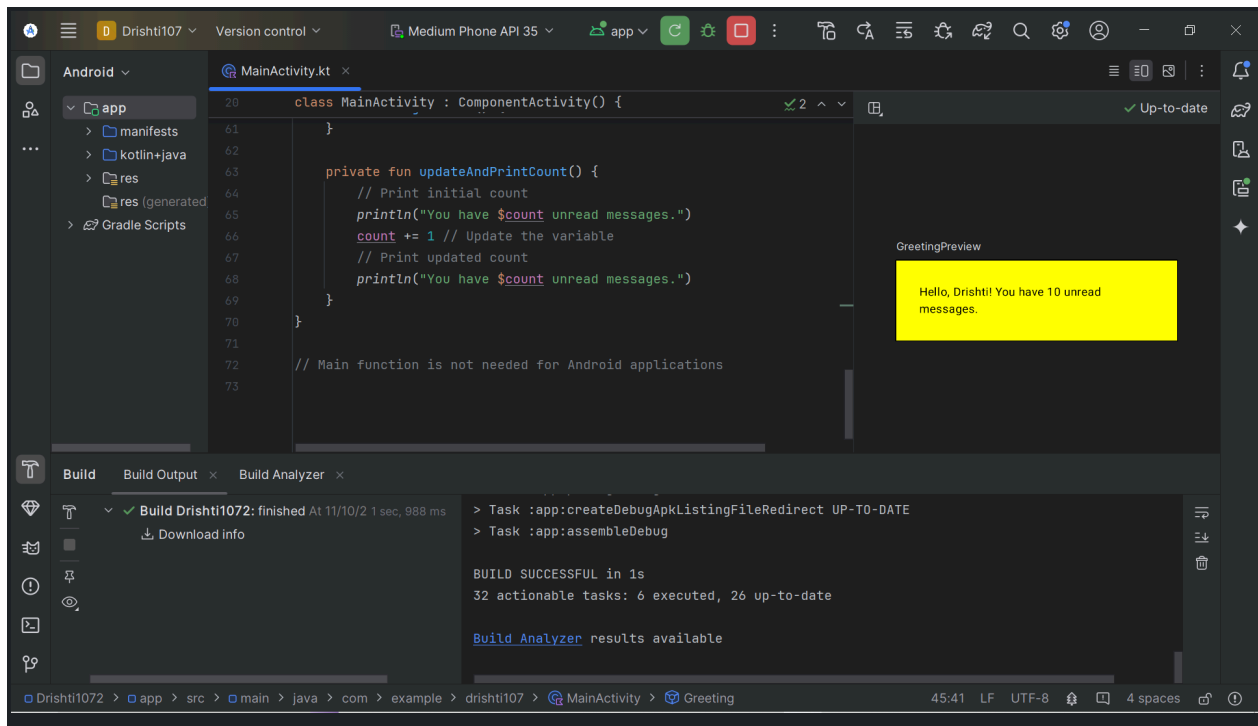 D Drishti107 Version control Medium Phone API 35 app
Android
MainActivity.kt
app
manifests
kotlin+java
res
res (generated
Gradle Scripts
20 class MainActivity : ComponentActivity() {
2
61 }
62
63 private fun updateAndPrintCount() {
64 // Print initial count
65 println("You have $count unread messages.")
66 count += 1 // Update the variable
67 // Print updated count
68 println("You have $count unread messages.")
69 }
70 }
71
72 // Main function is not needed for Android applications
73
Up-to-date
GreetingPreview
Hello, Drishti! You have 10 unread
messages.
Build Build Output Build Analyzer
Build Drishti1072: finished At 11/10/2 1 sec, 988 ms
Download info
> Task :app:createDebugApkListingFileRedirect UP-TO-DATE
> Task :app:assembleDebug
BUILD SUCCESSFUL in 1s
32 actionable tasks: 6 executed, 26 up-to-date
Build Analyzer results available
Drishti1072 > app > src > main > java > com > example > drishti107 > MainActivity > Greeting 45:41 LF UTF-8 4 spaces